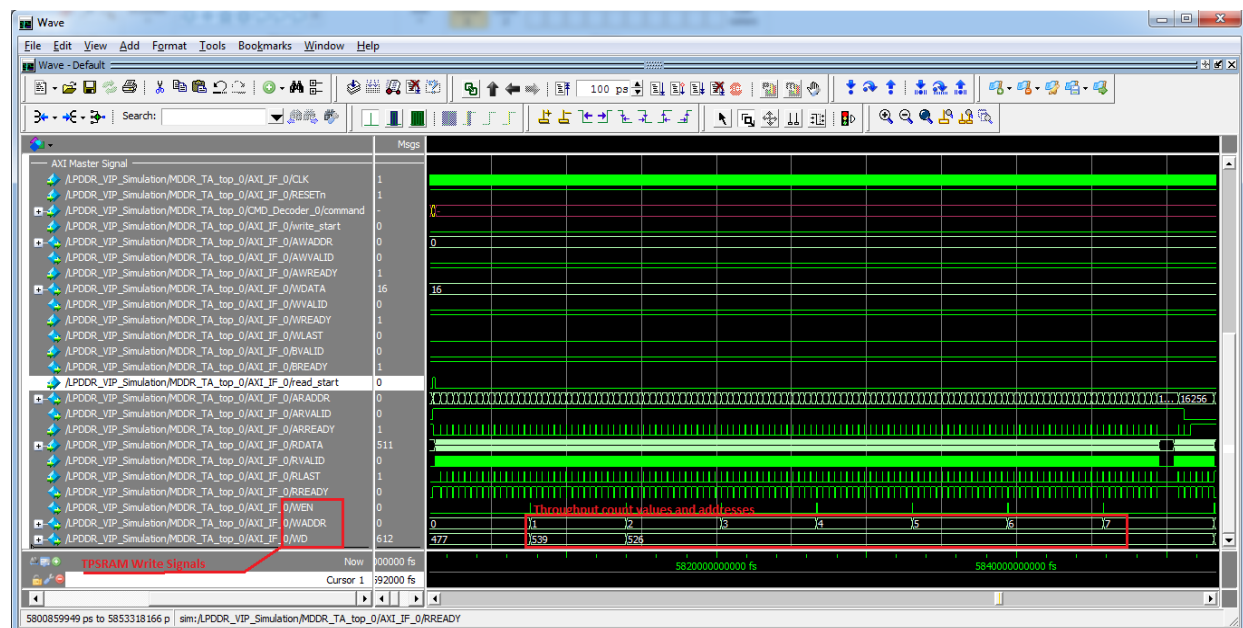 Wave
File Edit View Add Format Tools Bookmarks Window Help
Wave - Default
100 ps
Search:
Msgs
AXI Master Signal
/LPDDR_VIP_Simulation/MDDR_TA_top_0/AXI_IF_0/CLK 1
/LPDDR_VIP_Simulation/MDDR_TA_top_0/AXI_IF_0/RESETn 1
/LPDDR_VIP_Simulation/MDDR_TA_top_0/CMD_Decoder_0/command -
/LPDDR_VIP_Simulation/MDDR_TA_top_0/AXI_IF_0/write_start 0
/LPDDR_VIP_Simulation/MDDR_TA_top_0/AXI_IF_0/AWADDR 0 0
/LPDDR_VIP_Simulation/MDDR_TA_top_0/AXI_IF_0/AWVALID 0
/LPDDR_VIP_Simulation/MDDR_TA_top_0/AXI_IF_0/AWREADY 1
/LPDDR_VIP_Simulation/MDDR_TA_top_0/AXI_IF_0/WDATA 16 16
/LPDDR_VIP_Simulation/MDDR_TA_top_0/AXI_IF_0/WVALID 0
/LPDDR_VIP_Simulation/MDDR_TA_top_0/AXI_IF_0/WREADY 1
/LPDDR_VIP_Simulation/MDDR_TA_top_0/AXI_IF_0/WLAST 0
/LPDDR_VIP_Simulation/MDDR_TA_top_0/AXI_IF_0/BVALID 0
/LPDDR_VIP_Simulation/MDDR_TA_top_0/AXI_IF_0/BREADY 1
/LPDDR_VIP_Simulation/MDDR_TA_top_0/AXI_IF_0/read_start 0
/LPDDR_VIP_Simulation/MDDR_TA_top_0/AXI_IF_0/ARADDR 0 1... 16256
/LPDDR_VIP_Simulation/MDDR_TA_top_0/AXI_IF_0/ARVALID 0
/LPDDR_VIP_Simulation/MDDR_TA_top_0/AXI_IF_0/ARREADY 1
/LPDDR_VIP_Simulation/MDDR_TA_top_0/AXI_IF_0/RDATA 511
/LPDDR_VIP_Simulation/MDDR_TA_top_0/AXI_IF_0/RVALID 0
/LPDDR_VIP_Simulation/MDDR_TA_top_0/AXI_IF_0/RLAST 1
/LPDDR_VIP_Simulation/MDDR_TA_top_0/AXI_IF_0/RREADY 0
/LPDDR_VIP_Simulation/MDDR_TA_top_0/AXI_IF_0/WEN 0 Throughput count values and addresses
/LPDDR_VIP_Simulation/MDDR_TA_top_0/AXI_IF_0/WADDR 0 0 1 2 3 4 5 6 7
/LPDDR_VIP_Simulation/MDDR_TA_top_0/AXI_IF_0/WD 612 477 539 526
TPSRAM Write Signals Now 000000 fs 5820000000000 fs 5840000000000 fs
Cursor 1 592000 fs
5800859949 ps to 5853318166 p sim:/LPDDR_VIP_Simulation/MDDR_TA_top_0/AXI_IF_0/RREADY